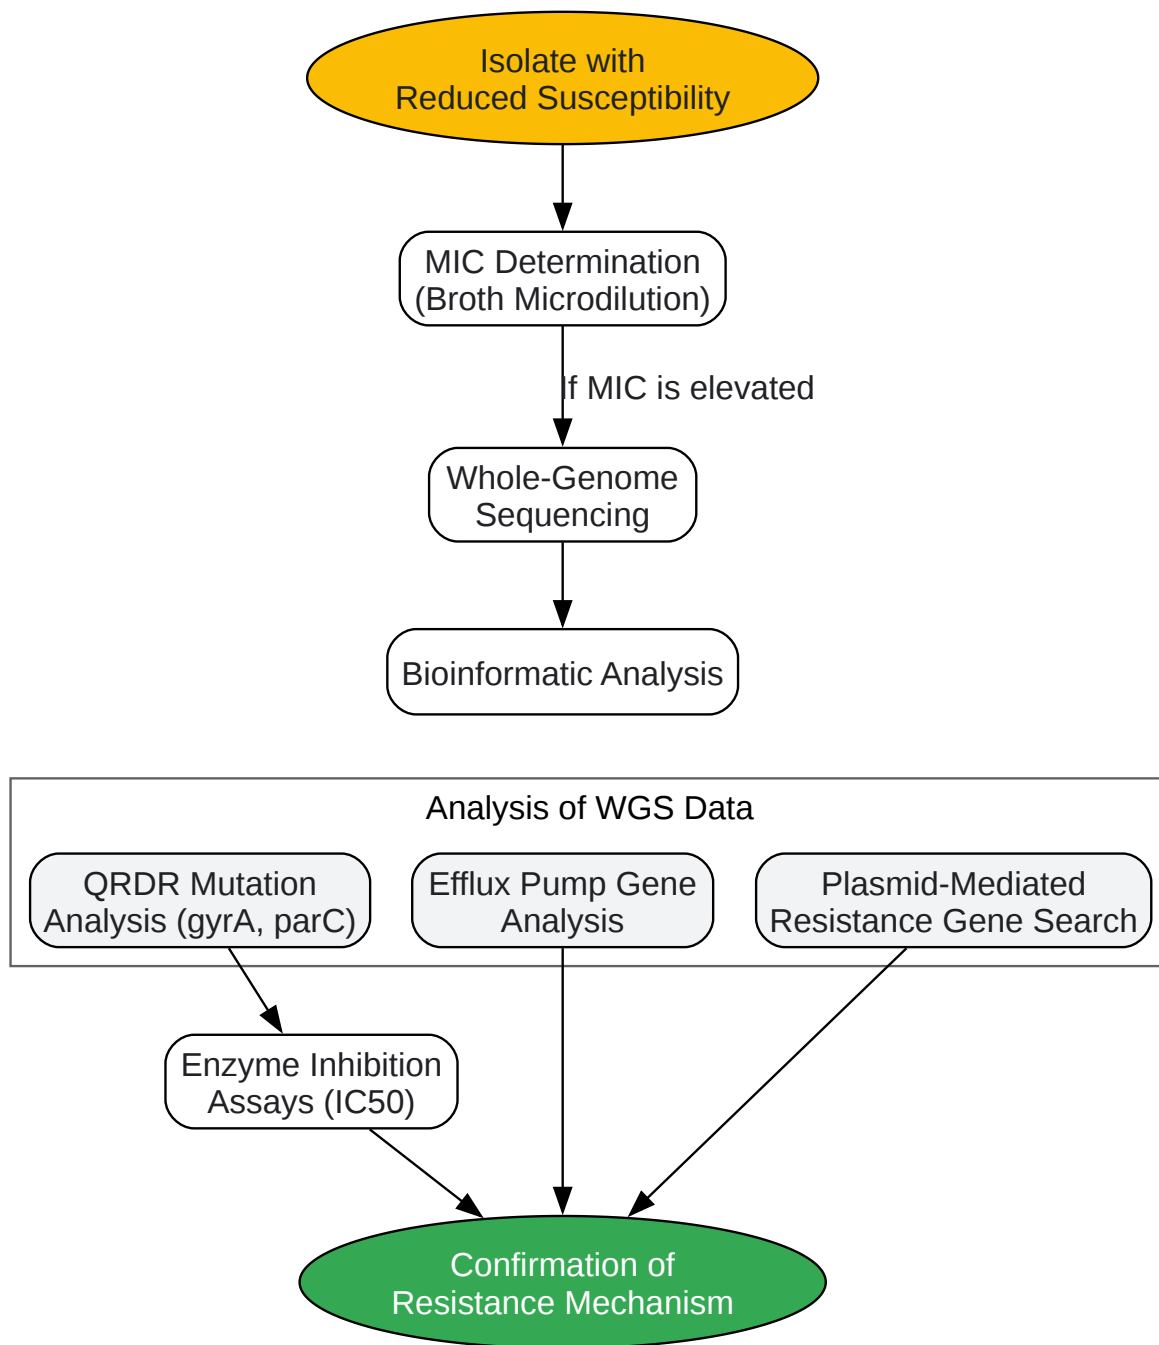 Isolate with
Reduced Susceptibility
MIC Determination
(Broth Microdilution)
If MIC is elevated
Whole-Genome
Sequencing
Bioinformatic Analysis
Analysis of WGS Data
QRDR Mutation
Analysis (gyrA, parC)
Efflux Pump Gene
Analysis
Plasmid-Mediated
Resistance Gene Search
Enzyme Inhibition
Assays (IC50)
Confirmation of
Resistance Mechanism